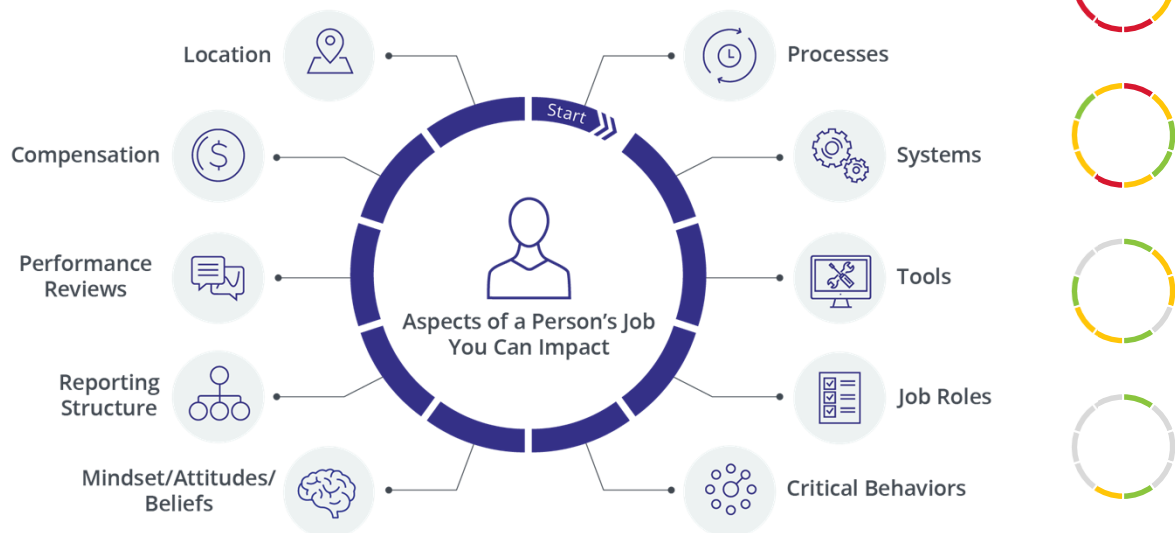 Location
Processes
Start
Compensation
Systems
Performance
Reviews
Tools
Aspects of a Person's Job
You Can Impact
Reporting
Structure
Job Roles
Mindset/Attitudes/
Beliefs
Critical Behaviors